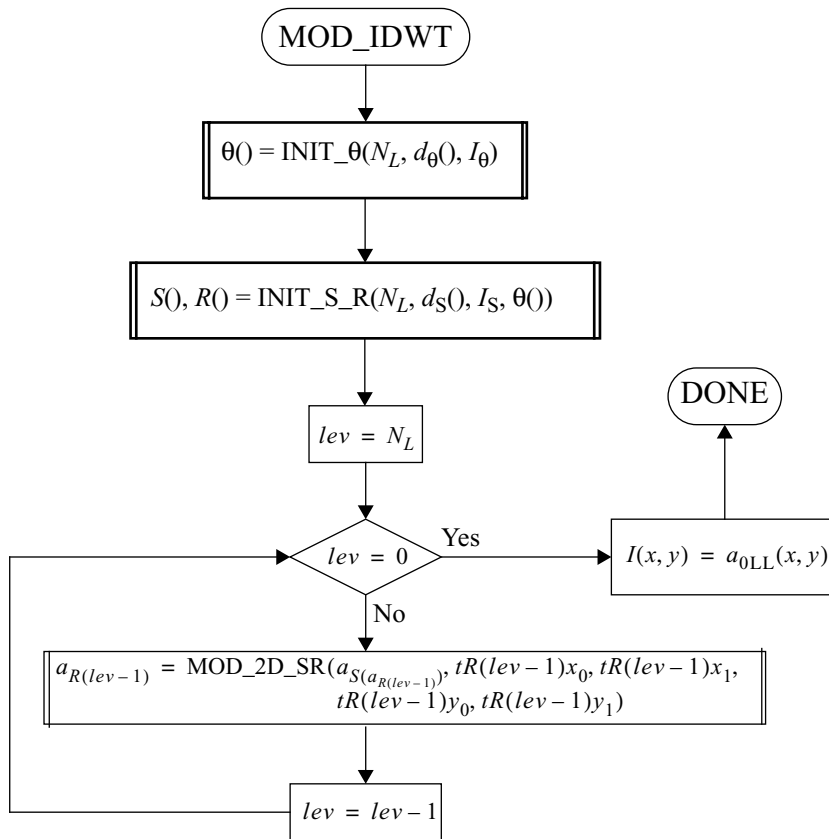 MOD_IDWT
θ() = INIT_θ(N_L, d_θ(), I_θ)
S(), R() = INIT_S_R(N_L, d_S(), I_S, θ())
lev = N_L
DONE
lev = 0
Yes
I(x, y) = a_0LL(x, y)
No
a_R(lev−1) = MOD_2D_SR(a_S(a_R(lev−1)), tR(lev−1)x_0, tR(lev−1)x_1,
tR(lev−1)y_0, tR(lev−1)y_1)
lev = lev−1